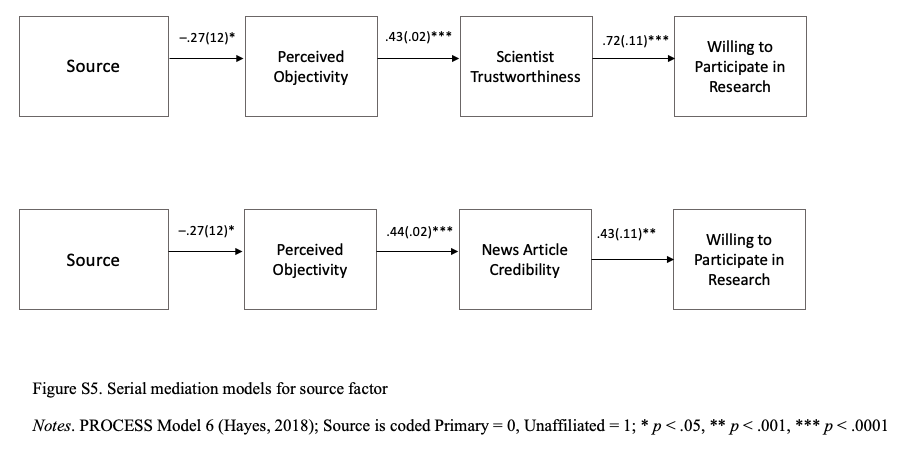 −.27(12)*
.43(.02)***
.72(.11)***
Source
Perceived
Objectivity
Scientist
Trustworthiness
Willing to
Participate in
Research
−.27(12)*
.44(.02)***
.43(.11)**
Source
Perceived
Objectivity
News Article
Credibility
Willing to
Participate in
Research
Figure S5. Serial mediation models for source factor
Notes. PROCESS Model 6 (Hayes, 2018); Source is coded Primary = 0, Unaffiliated = 1; * p < .05, ** p < .001, *** p < .0001